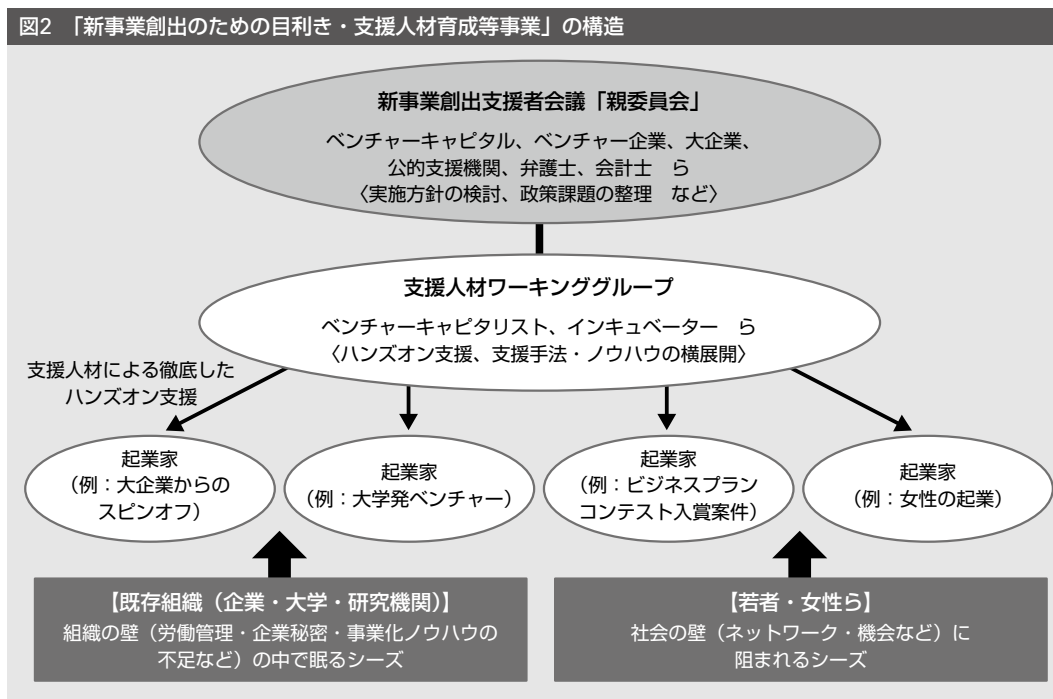 図2 「新事業創出のための目利き・支援人材育成等事業」の構造
新事業創出支援者会議「親委員会」
ベンチャーキャピタル、ベンチャー企業、大企業、
公的支援機関、弁護士、会計士　ら
〈実施方針の検討、政策課題の整理　など〉
支援人材ワーキンググループ
ベンチャーキャピタリスト、インキュベーター　ら
〈ハンズオン支援、支援手法・ノウハウの横展開〉
支援人材による徹底した
ハンズオン支援
起業家
（例：大企業からの
スピンオフ）
起業家
（例：大学発ベンチャー）
起業家
（例：ビジネスプラン
コンテスト入賞案件）
起業家
（例：女性の起業）
【既存組織（企業・大学・研究機関）】
組織の壁（労働管理・企業秘密・事業化ノウハウの
不足など）の中で眠るシーズ
【若者・女性ら】
社会の壁（ネットワーク・機会など）に
阻まれるシーズ